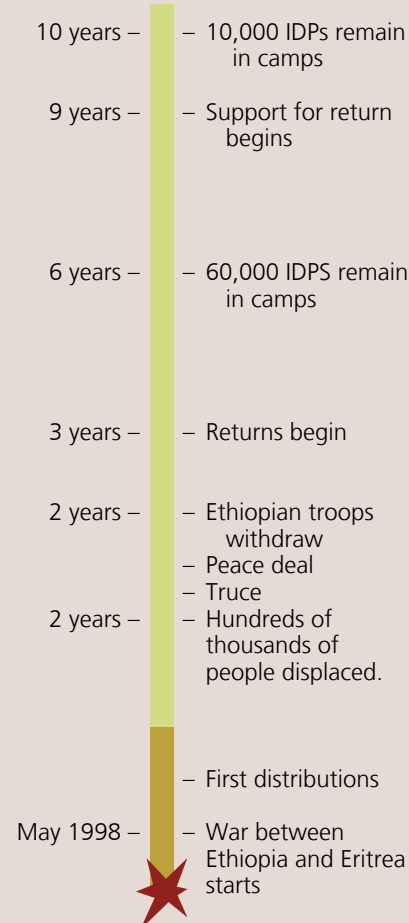 10 years – – 10,000 IDPs remain
in camps
9 years – – Support for return
begins
6 years – – 60,000 IDPS remain
in camps
3 years – – Returns begin
2 years – – Ethiopian troops
withdraw
– Peace deal
– Truce
2 years – – Hundreds of
thousands of
people displaced.
– First distributions
May 1998 – – War between
Ethiopia and Eritrea
starts